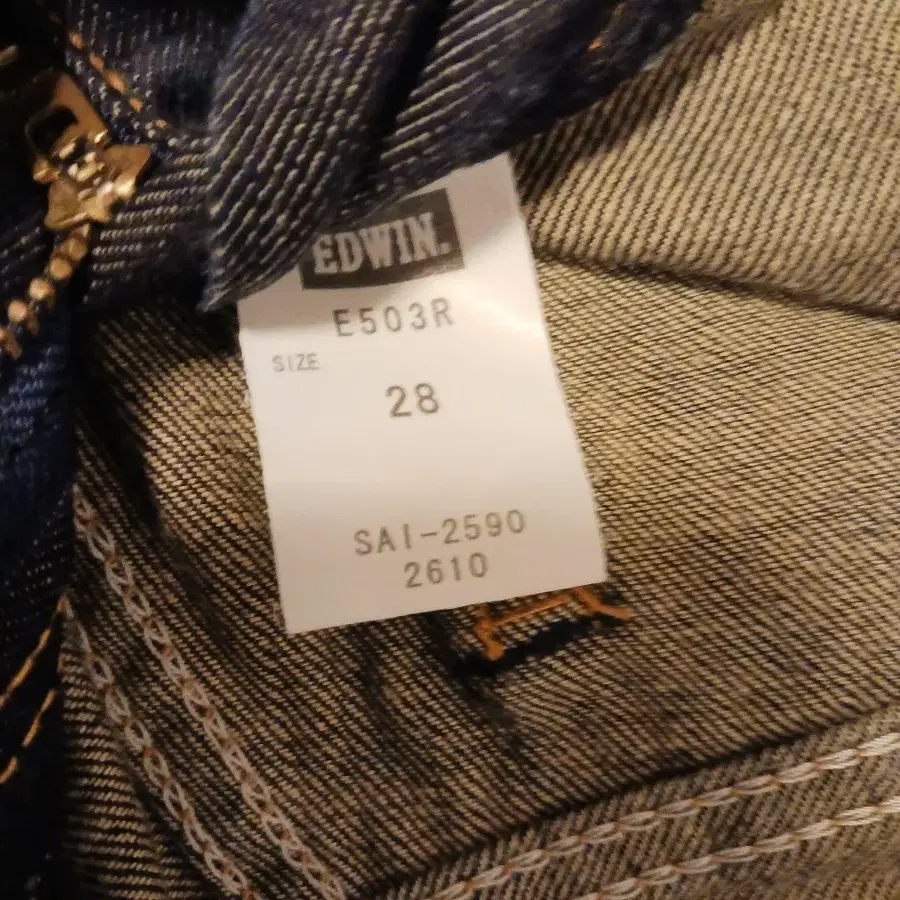 EDWIN.
E503R
SIZE
28
SAI-2590
2610